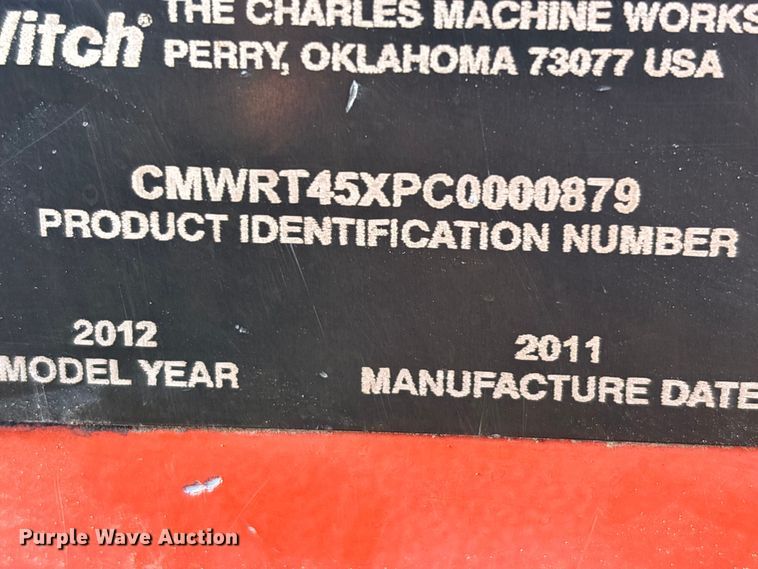 THE CHARLES MACHINE WORKS
Witch® PERRY, OKLAHOMA 73077 USA
CMWRT45XPC0000879
PRODUCT IDENTIFICATION NUMBER
2012
MODEL YEAR
2011
MANUFACTURE DATE
Purple Wave Auction